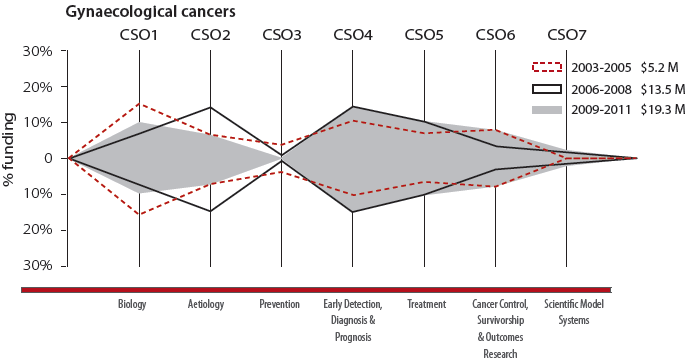 Gynaecological cancers
CSO1 CSO2 CSO3 CSO4 CSO5 CSO6 CSO7
30%
20%
10%
0
10%
20%
30%
% funding
2003-2005 $5.2 M
2006-2008 $13.5 M
2009-2011 $19.3 M
Biology
Aetiology
Prevention
Early Detection,
Diagnosis &
Prognosis
Treatment
Cancer Control,
Survivorship
& Outcomes
Research
Scientific Model
Systems